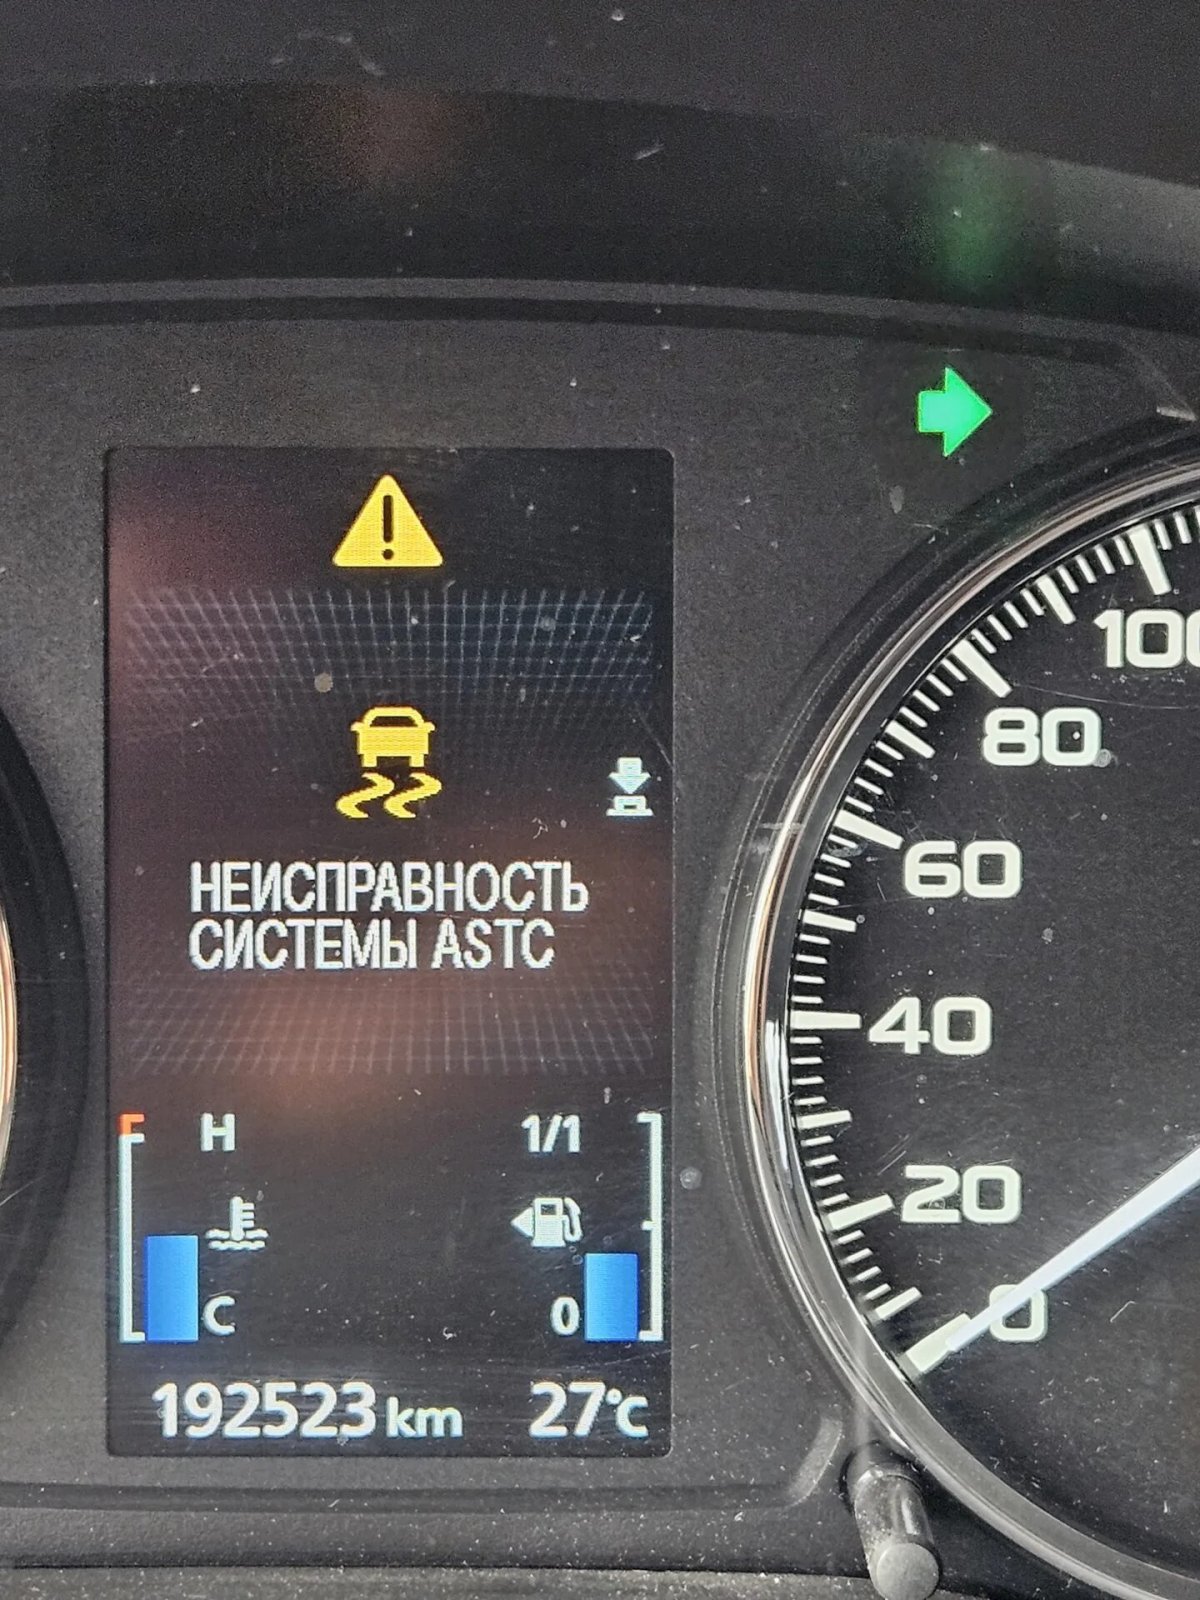 НЕИСПРАВНОСТЬ
СИСТЕМЫ ASTC
H 1/1
C 0
192523 km 27°C
100
80
60
40
20
0